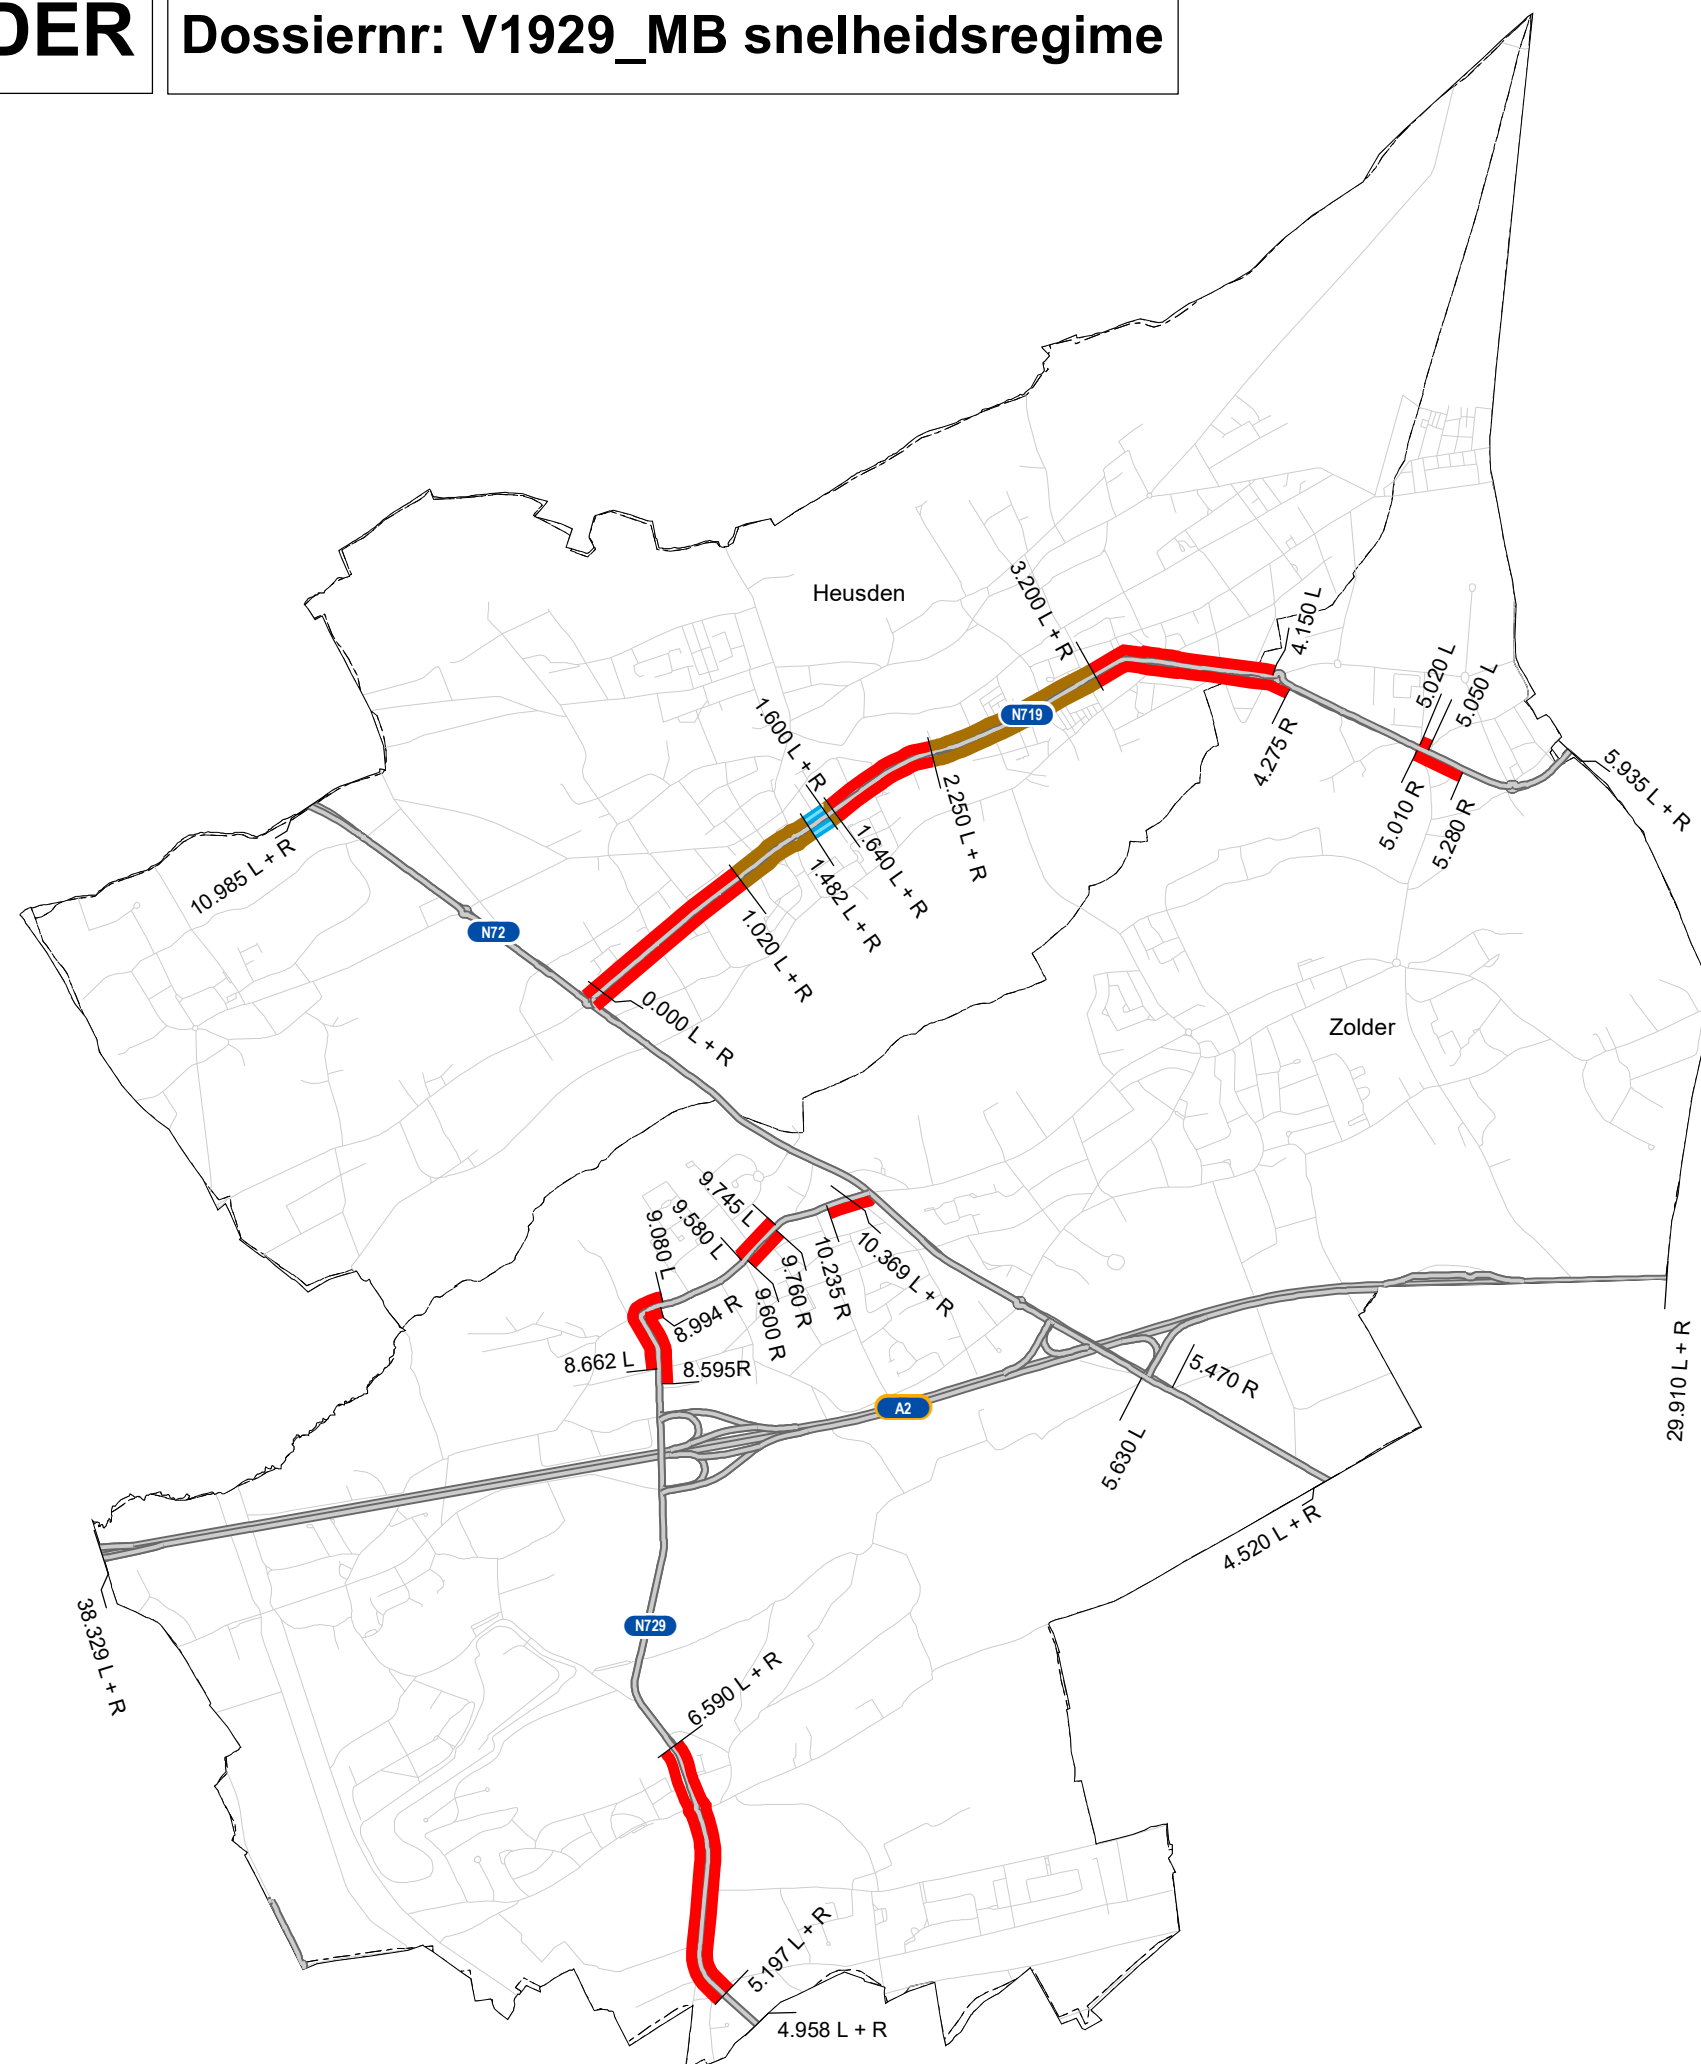 DER
Dossiernr: V1929_MB snelheidsregime
Heusden
3.200 L + R
4.150 L
5.020 L
5.050 L
N719
1.600 L + R
4.275 R
5.935 L + R
2.250 L + R
5.010 R
5.280 R
10.985 L + R
1.640 L + R
1.482 L + R
N72
1.020 L + R
0.000 L + R
Zolder
9.745 L
9.580 L
9.080 L
10.369 L + R
10.235 R
9.760 R
9.600 R
8.994 R
8.662 L
8.595R
5.470 R
A2
29.910 L + R
5.630 L
4.520 L + R
38.329 L + R
N729
6.590 L + R
5.197 L + R
4.958 L + R